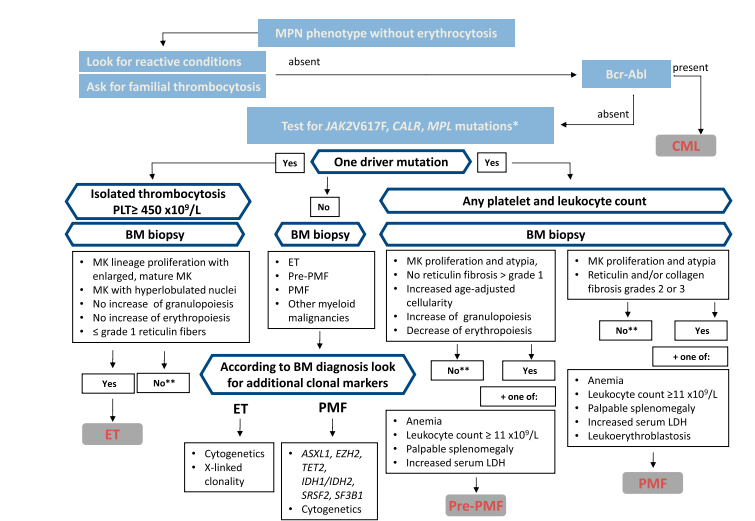 MPN phenotype without erythrocytosis
Look for reactive conditions
Ask for familial thrombocytosis
absent
Bcr-Abl
present
absent
Test for JAK2V617F, CALR, MPL mutations*
CML
Yes
One driver mutation
Yes
No
Isolated thrombocytosis
PLT≥ 450 x10⁹/L
Any platelet and leukocyte count
BM biopsy
BM biopsy
BM biopsy
• MK lineage proliferation with
enlarged, mature MK
• MK with hyperlobulated nuclei
• No increase of granulopoiesis
• No increase of erythropoiesis
• ≤ grade 1 reticulin fibers
• ET
• Pre-PMF
• PMF
• Other myeloid
malignancies
• MK proliferation and atypia,
• No reticulin fibrosis > grade 1
• Increased age-adjusted
cellularity
• Increase of granulopoiesis
• Decrease of erythropoiesis
• MK proliferation and atypia
• Reticulin and/or collagen
fibrosis grades 2 or 3
No**
Yes
+ one of:
Yes
No**
According to BM diagnosis look
for additional clonal markers
No**
Yes
+ one of:
ET
ET
PMF
• Cytogenetics
• X-linked
clonality
• ASXL1, EZH2,
TET2,
IDH1/IDH2,
SRSF2, SF3B1
• Cytogenetics
• Anemia
• Leukocyte count ≥ 11 x10⁹/L
• Palpable splenomegaly
• Increased serum LDH
Pre-PMF
• Anemia
• Leukocyte count ≥11 x10⁹/L
• Palpable splenomegaly
• Increased serum LDH
• Leukoerythroblastosis
PMF